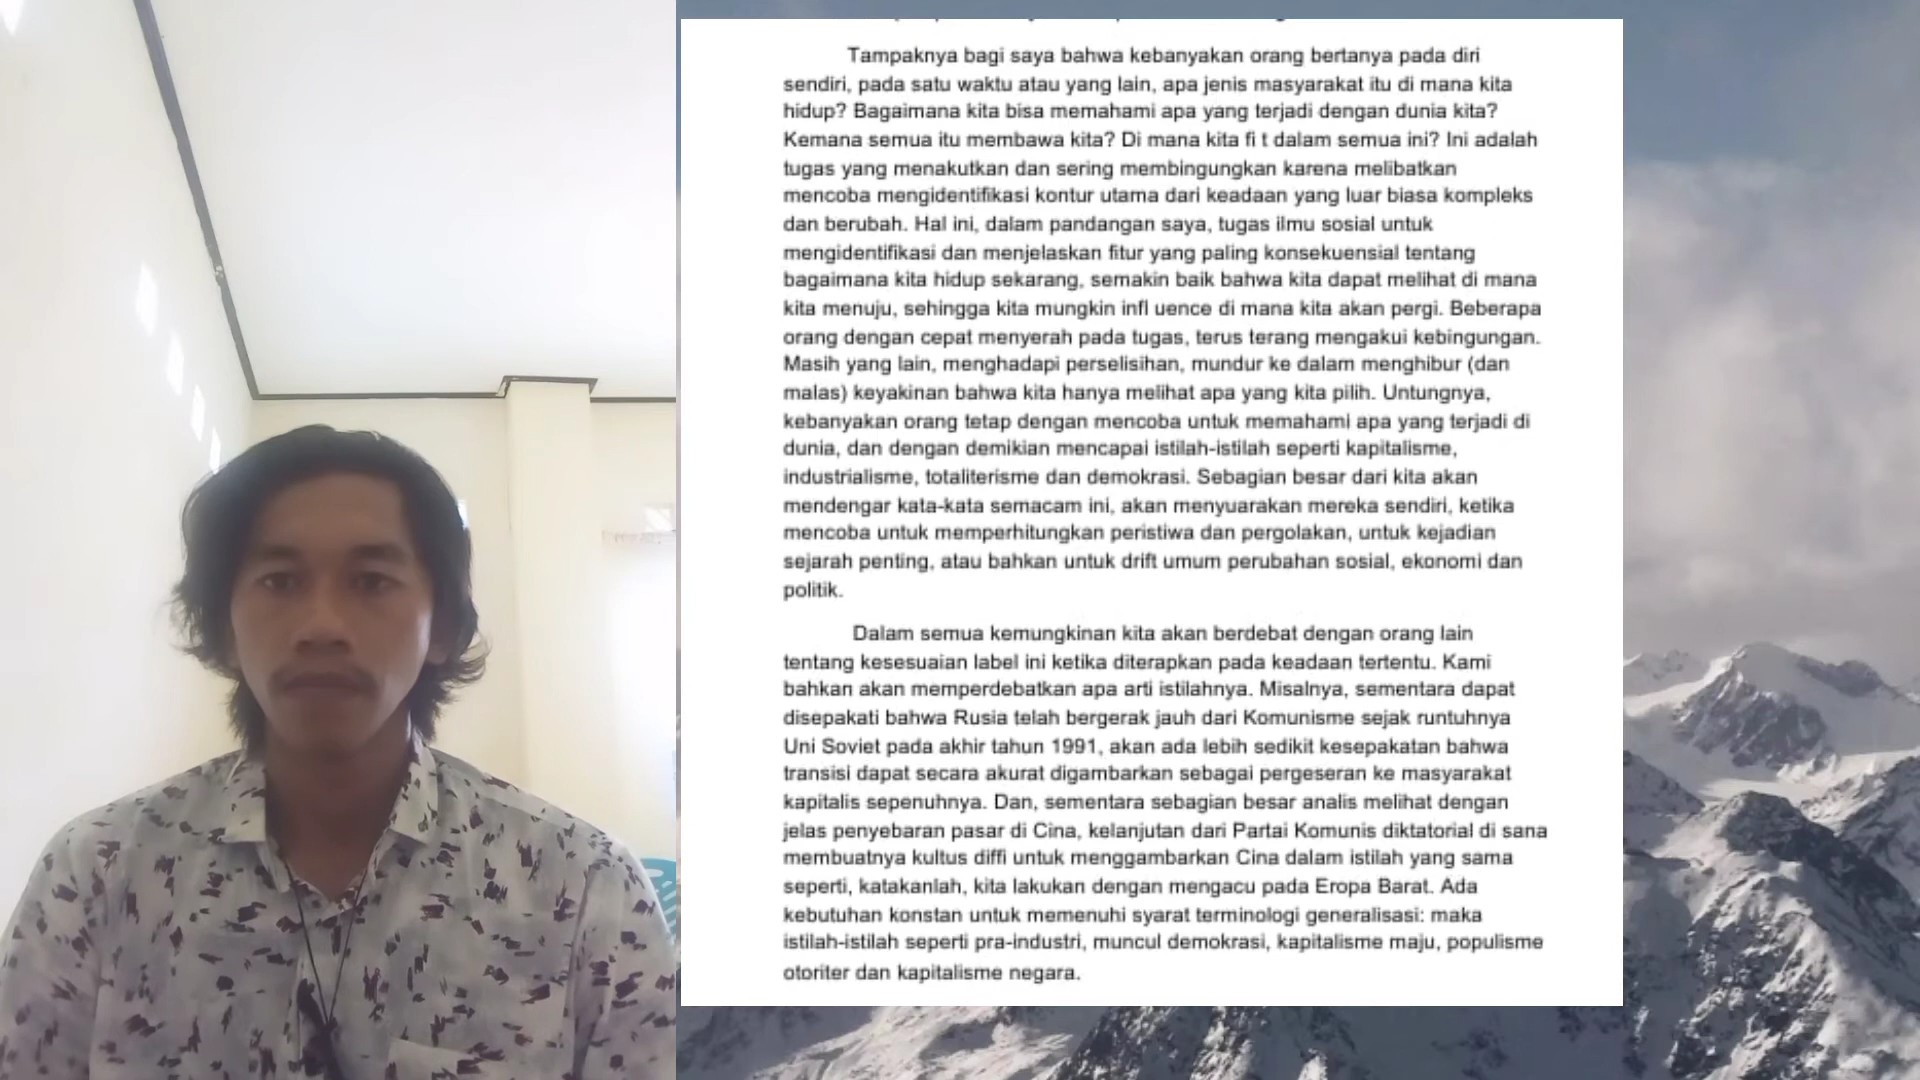 Tampaknya bagi saya bahwa kebanyakan orang bertanya pada diri
sendiri, pada satu waktu atau yang lain, apa jenis masyarakat itu di mana kita
hidup? Bagaimana kita bisa memahami apa yang terjadi dengan dunia kita?
Kemana semua itu membawa kita? Di mana kita fi t dalam semua ini? Ini adalah
tugas yang menakutkan dan sering membingungkan karena melibatkan
mencoba mengidentifikasi kontur utama dari keadaan yang luar biasa kompleks
dan berubah. Hal ini, dalam pandangan saya, tugas ilmu sosial untuk
mengidentifikasi dan menjelaskan fitur yang paling konsekuensial tentang
bagaimana kita hidup sekarang, semakin baik bahwa kita dapat melihat di mana
kita menuju, sehingga kita mungkin infl uence di mana kita akan pergi. Beberapa
orang dengan cepat menyerah pada tugas, terus terang mengakui kebingungan.
Masih yang lain, menghadapi perselisihan, mundur ke dalam menghibur (dan
malas) keyakinan bahwa kita hanya melihat apa yang kita pilih. Untungnya,
kebanyakan orang tetap dengan mencoba untuk memahami apa yang terjadi di
dunia, dan dengan demikian mencapai istilah-istilah seperti kapitalisme,
industrialisme, totaliterisme dan demokrasi. Sebagian besar dari kita akan
mendengar kata-kata semacam ini, akan menyuarakan mereka sendiri, ketika
mencoba untuk memperhitungkan peristiwa dan pergolakan, untuk kejadian
sejarah penting, atau bahkan untuk drift umum perubahan sosial, ekonomi dan
politik.
Dalam semua kemungkinan kita akan berdebat dengan orang lain
tentang kesesuaian label ini ketika diterapkan pada keadaan tertentu. Kami
bahkan akan memperdebatkan apa arti istilahnya. Misalnya, sementara dapat
disepakati bahwa Rusia telah bergerak jauh dari Komunisme sejak runtuhnya
Uni Soviet pada akhir tahun 1991, akan ada lebih sedikit kesepakatan bahwa
transisi dapat secara akurat digambarkan sebagai pergeseran ke masyarakat
kapitalis sepenuhnya. Dan, sementara sebagian besar analis melihat dengan
jelas penyebaran pasar di Cina, kelanjutan dari Partai Komunis diktatorial di sana
membuatnya kultus diffi untuk menggambarkan Cina dalam istilah yang sama
seperti, katakanlah, kita lakukan dengan mengacu pada Eropa Barat. Ada
kebutuhan konstan untuk memenuhi syarat terminologi generalisasi: maka
istilah-istilah seperti pra-industri, muncul demokrasi, kapitalisme maju, populisme
otoriter dan kapitalisme negara.